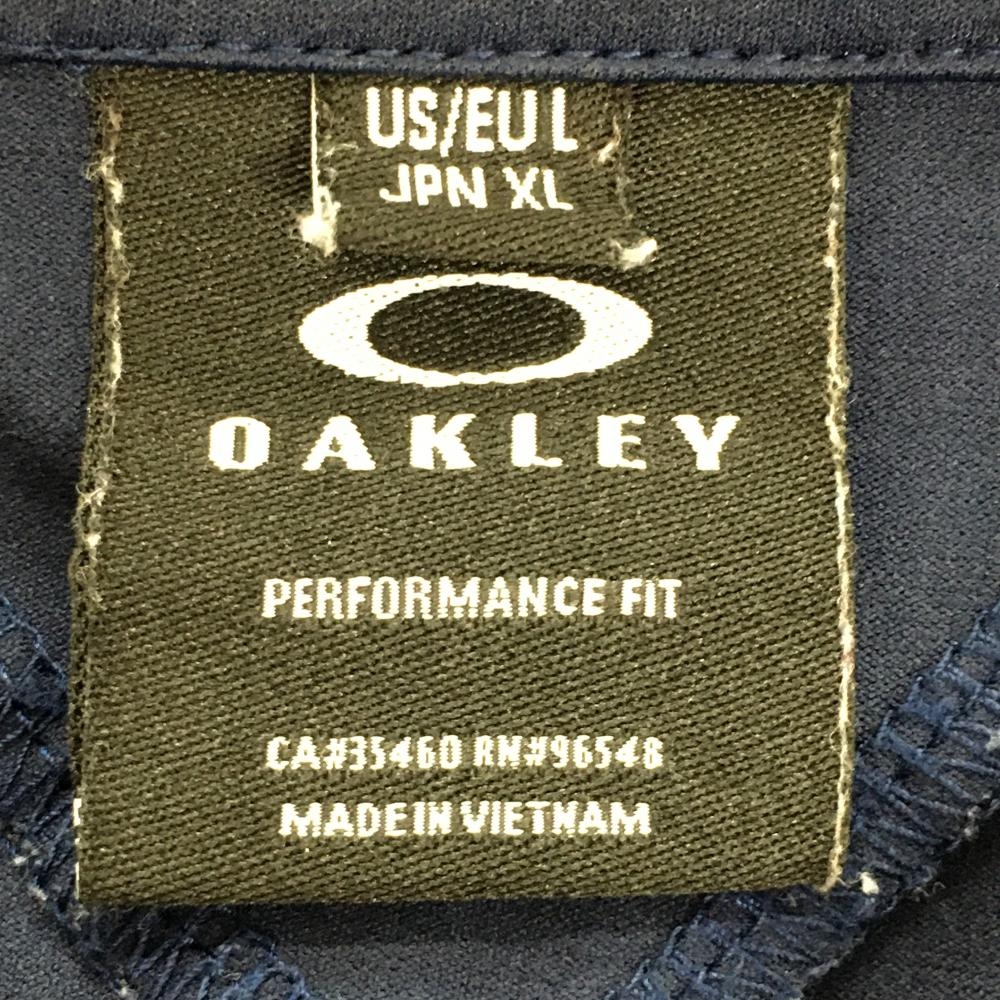 US/EU L
JPN XL
OAKLEY
PERFORMANCE FIT
CA#35460 RN#96548
MADE IN VIETNAM